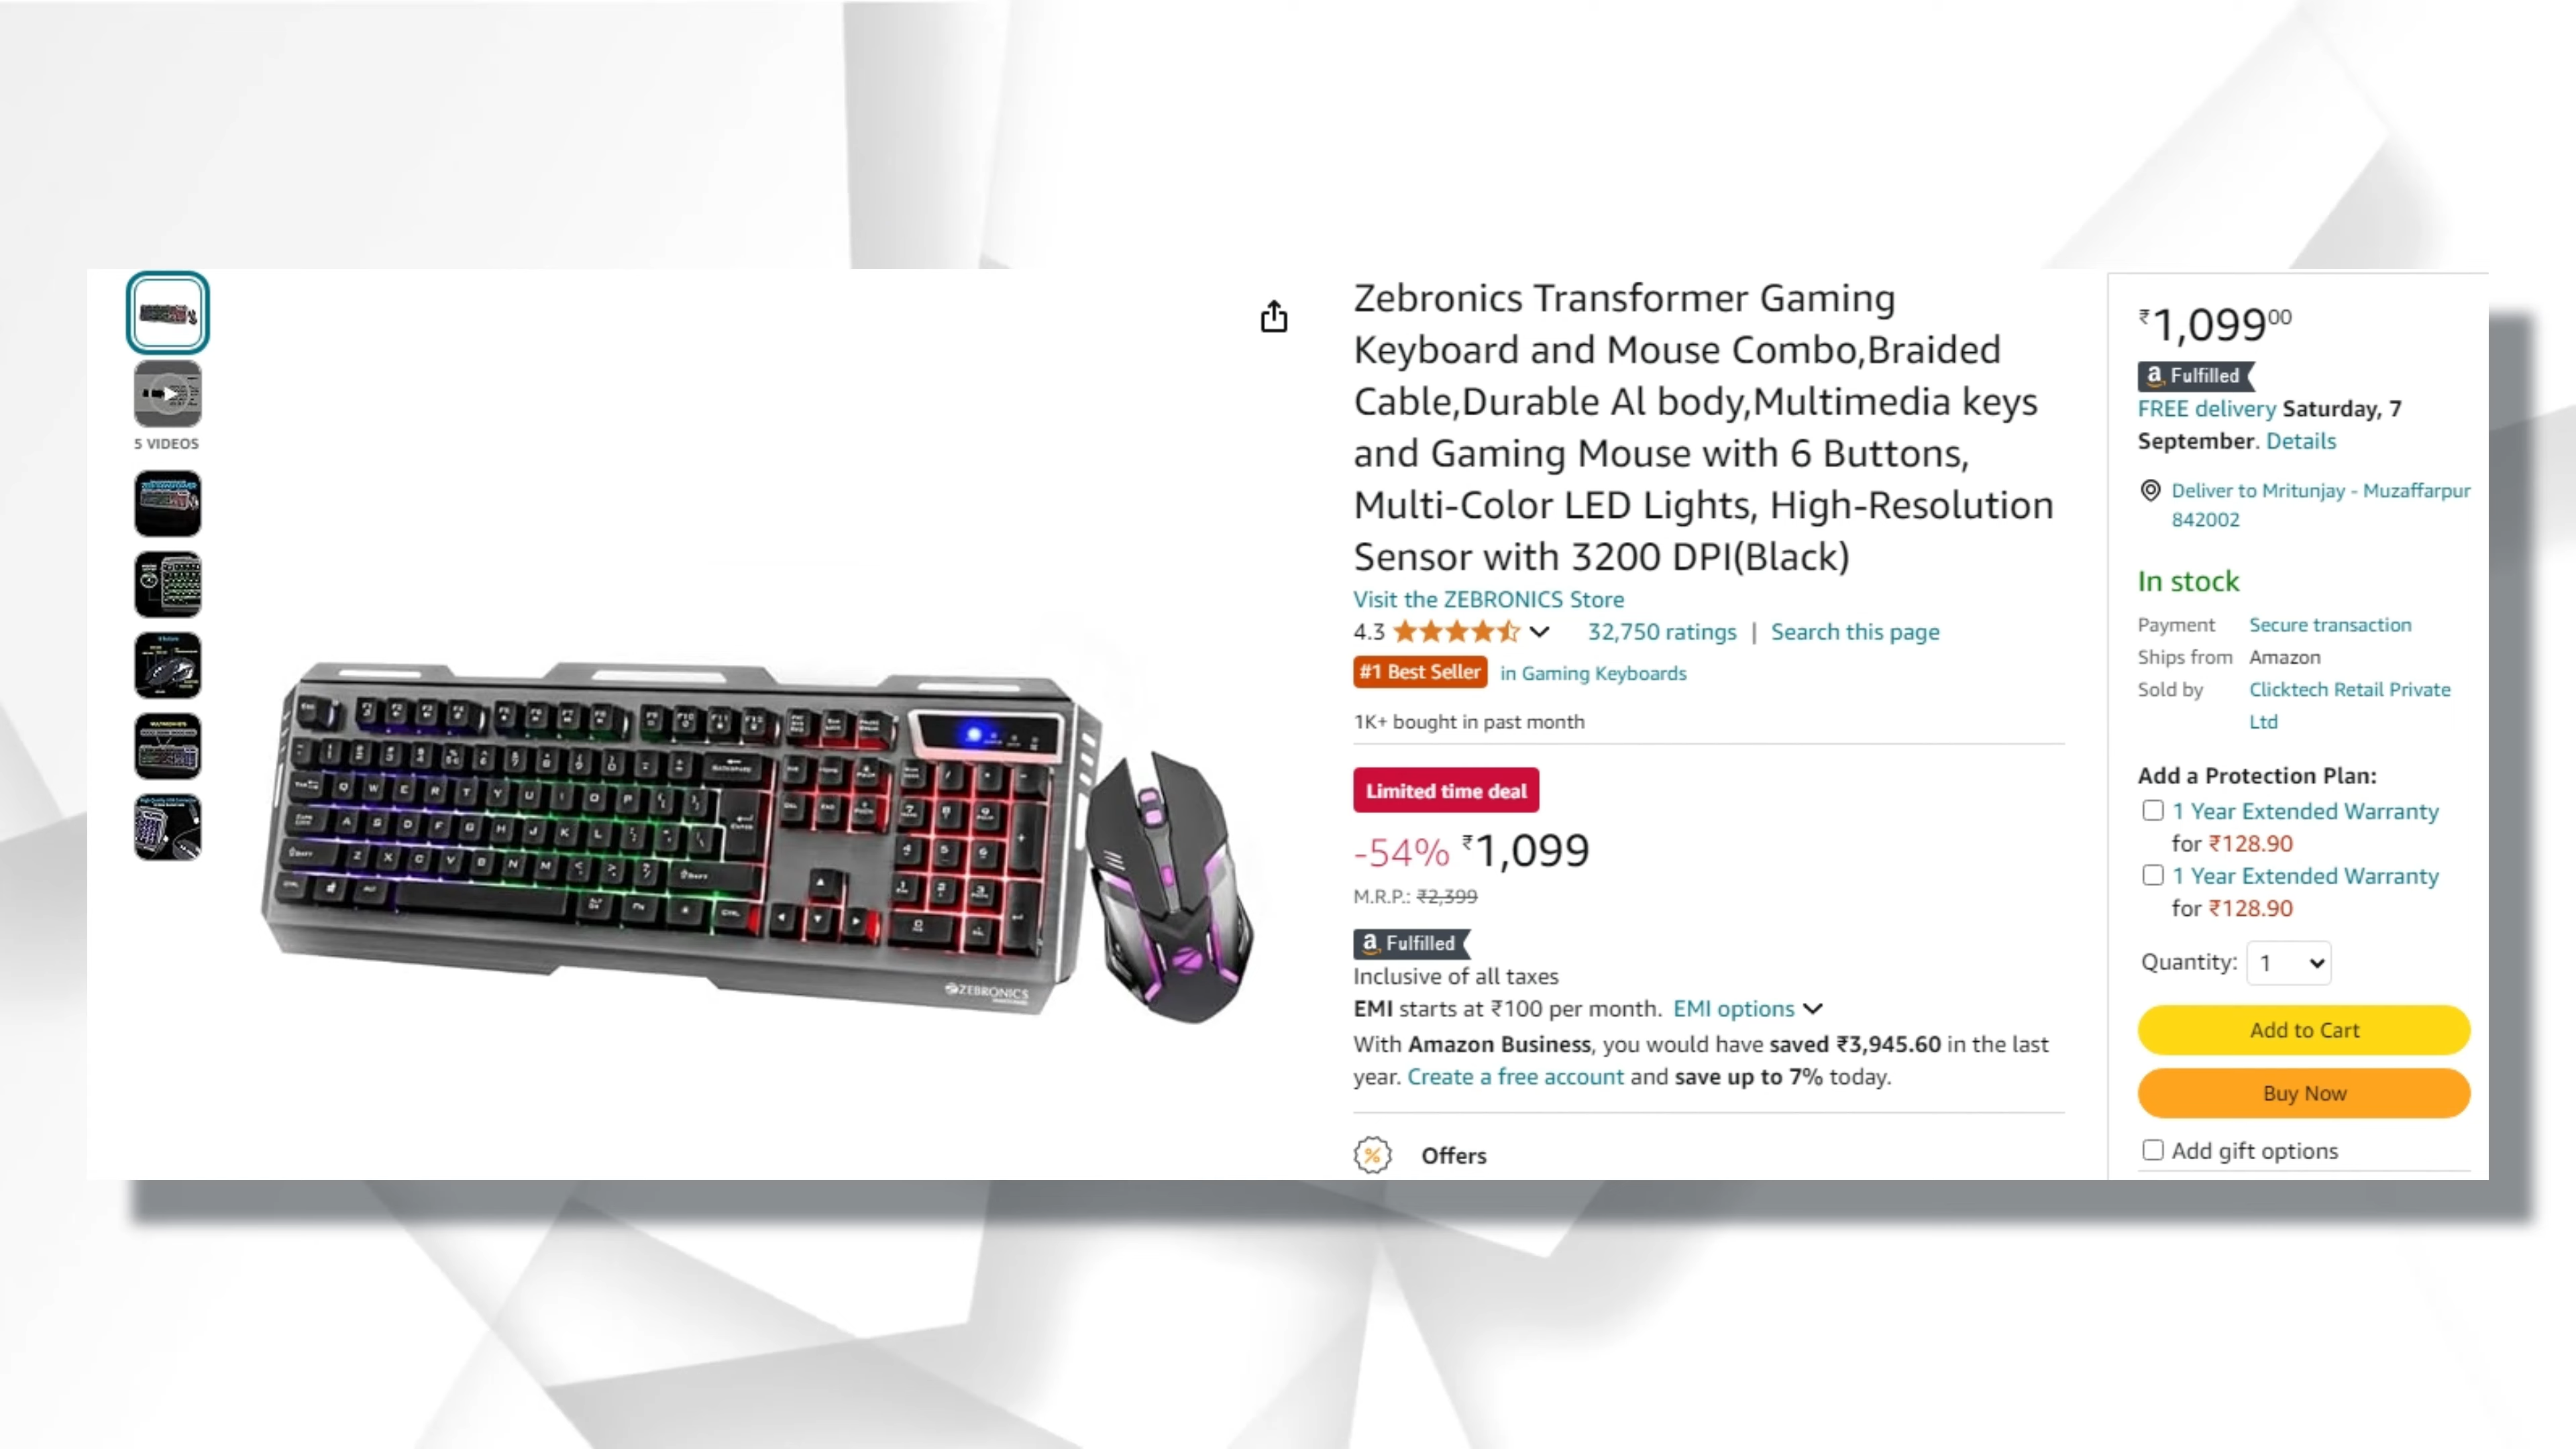 5 VIDEOS
ZEBRONICS
Zebronics Transformer Gaming
Keyboard and Mouse Combo,Braided
Cable,Durable Al body,Multimedia keys
and Gaming Mouse with 6 Buttons,
Multi-Color LED Lights, High-Resolution
Sensor with 3200 DPI(Black)
Visit the ZEBRONICS Store
4.3 32,750 ratings | Search this page
#1 Best Seller in Gaming Keyboards
1K+ bought in past month
Limited time deal
-54% ₹1,099
M.R.P.: ₹2,399
a Fulfilled
Inclusive of all taxes
EMI starts at ₹100 per month. EMI options
With Amazon Business, you would have saved ₹3,945.60 in the last
year. Create a free account and save up to 7% today.
% Offers
₹1,09900
a Fulfilled
FREE delivery Saturday, 7
September. Details
Deliver to Mritunjay - Muzaffarpur
842002
In stock
Payment Secure transaction
Ships from Amazon
Sold by Clicktech Retail Private
Ltd
Add a Protection Plan:
1 Year Extended Warranty
for ₹128.90
1 Year Extended Warranty
for ₹128.90
Quantity: 1
Add to Cart
Buy Now
Add gift options